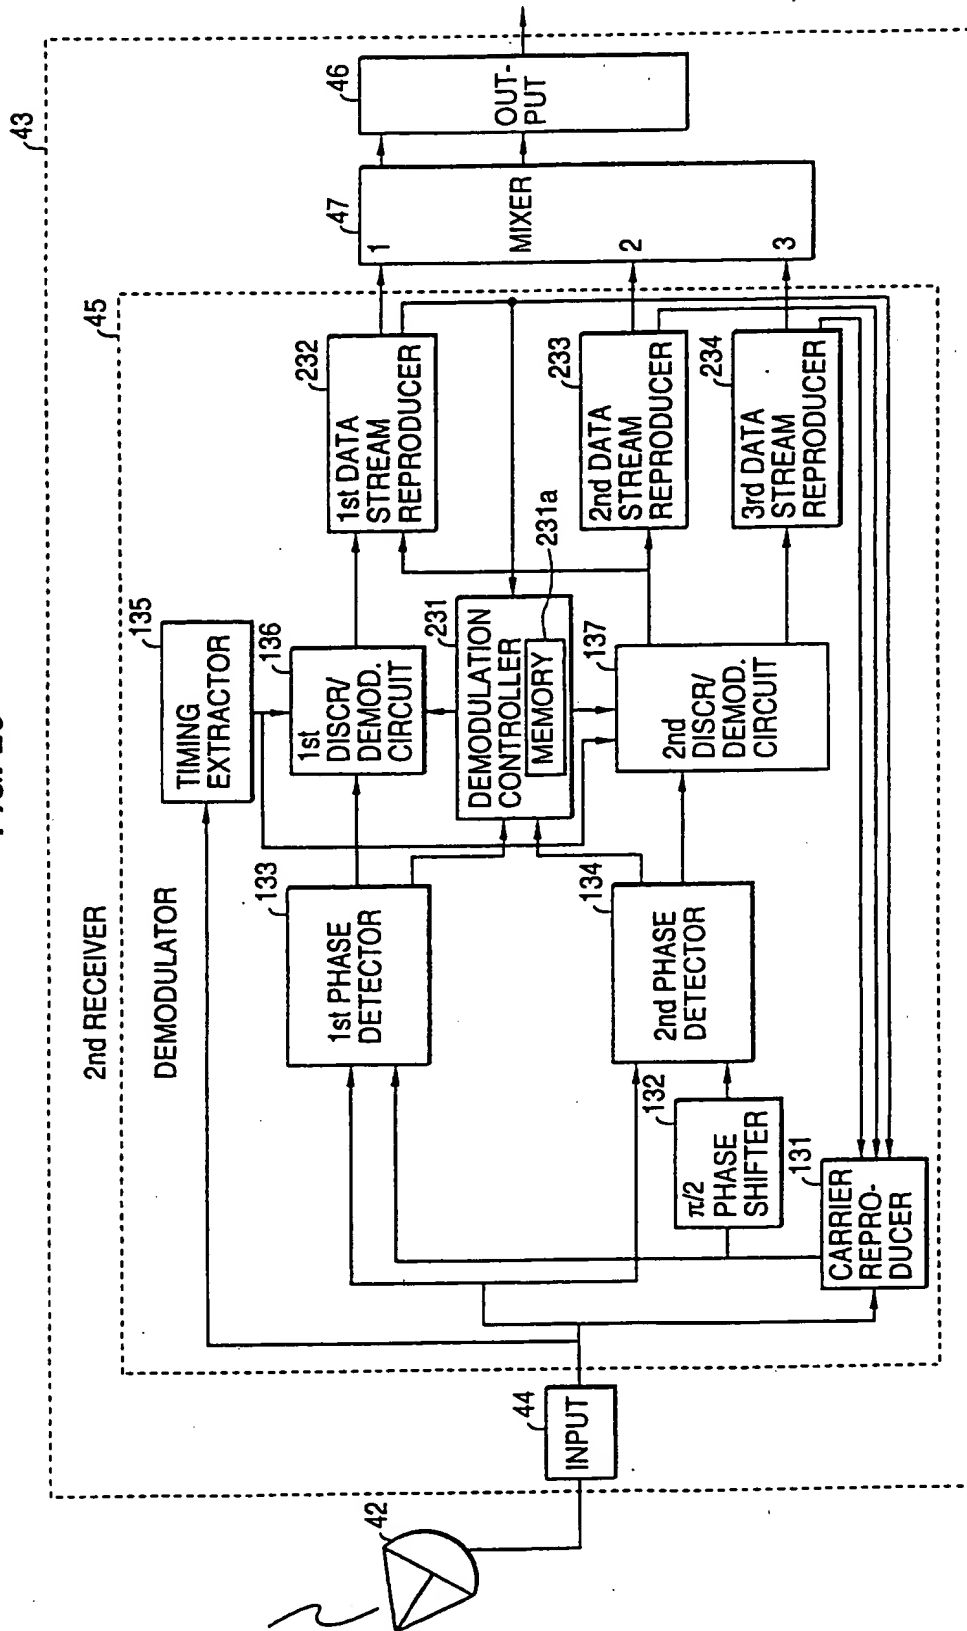 2nd RECEIVER
43
DEMODULATOR
45
42
44
INPUT
TIMING
EXTRACTOR
135
1st PHASE
DETECTOR
133
1st
DISCR/
DEMOD.
CIRCUIT
136
1st DATA
STREAM
REPRODUCER
232
DEMODULATION
CONTROLLER
231
MEMORY
231a
2nd PHASE
DETECTOR
134
2nd
DISCR/
DEMOD.
CIRCUIT
137
2nd DATA
STREAM
REPRODUCER
233
3rd DATA
STREAM
REPRODUCER
234
π/2
PHASE
SHIFTER
132
CARRIER
REPRO-
DUCER
131
47
1
MIXER
2
3
46
OUT-
PUT